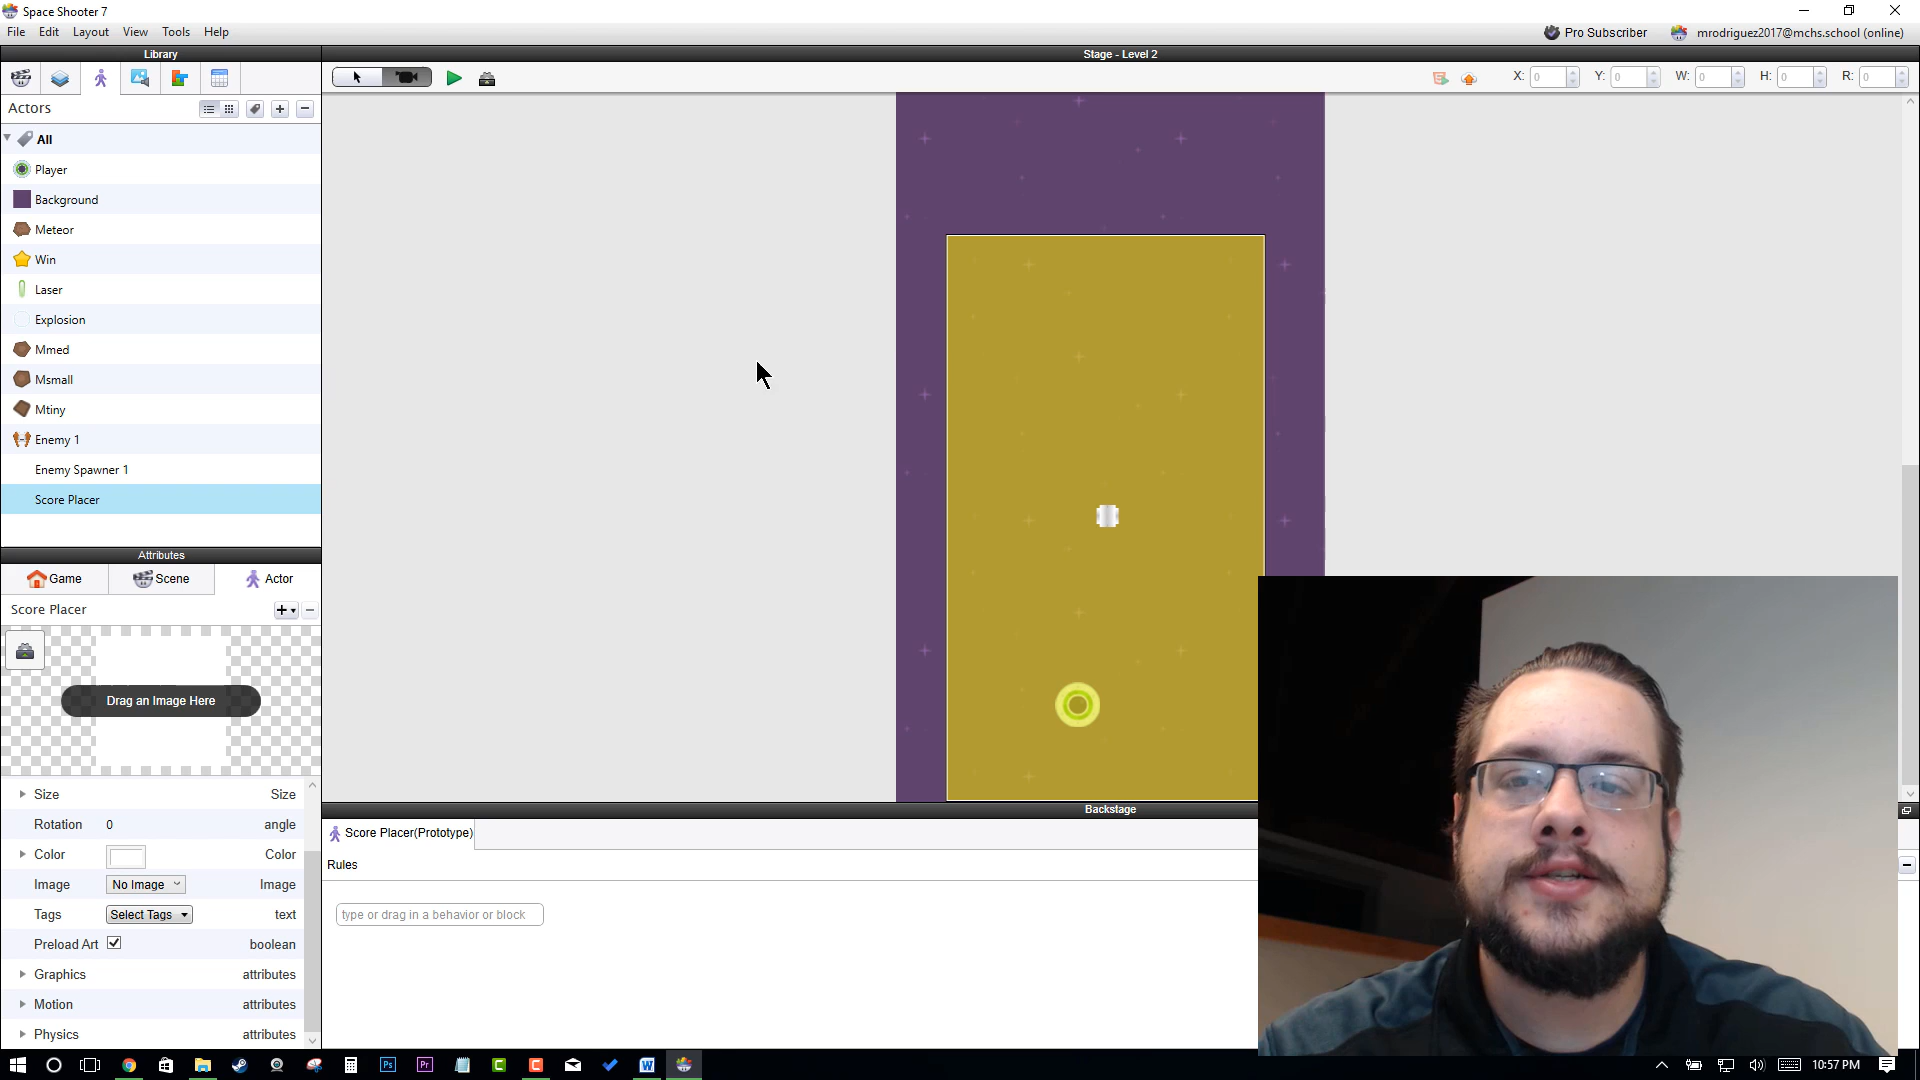 Space Shooter 7
File Edit Layout View Tools Help
Pro Subscriber mrodriguez2017@mchs.school (online)
Library
Stage - Level 2
X: 0 Y: 0 W: 0 H: 0 R: 0
Actors
All
Player
Background
Meteor
Win
Laser
Explosion
Mmed
Msmall
Mtiny
Enemy 1
Enemy Spawner 1
Score Placer
Attributes
Game Scene Actor
Score Placer
Drag an Image Here
Size Size
Rotation 0 angle
Color Color
Image No Image Image
Tags Select Tags text
Preload Art boolean
Graphics attributes
Motion attributes
Physics attributes
Backstage
Score Placer(Prototype)
Rules
type or drag in a behavior or block
10:57 PM